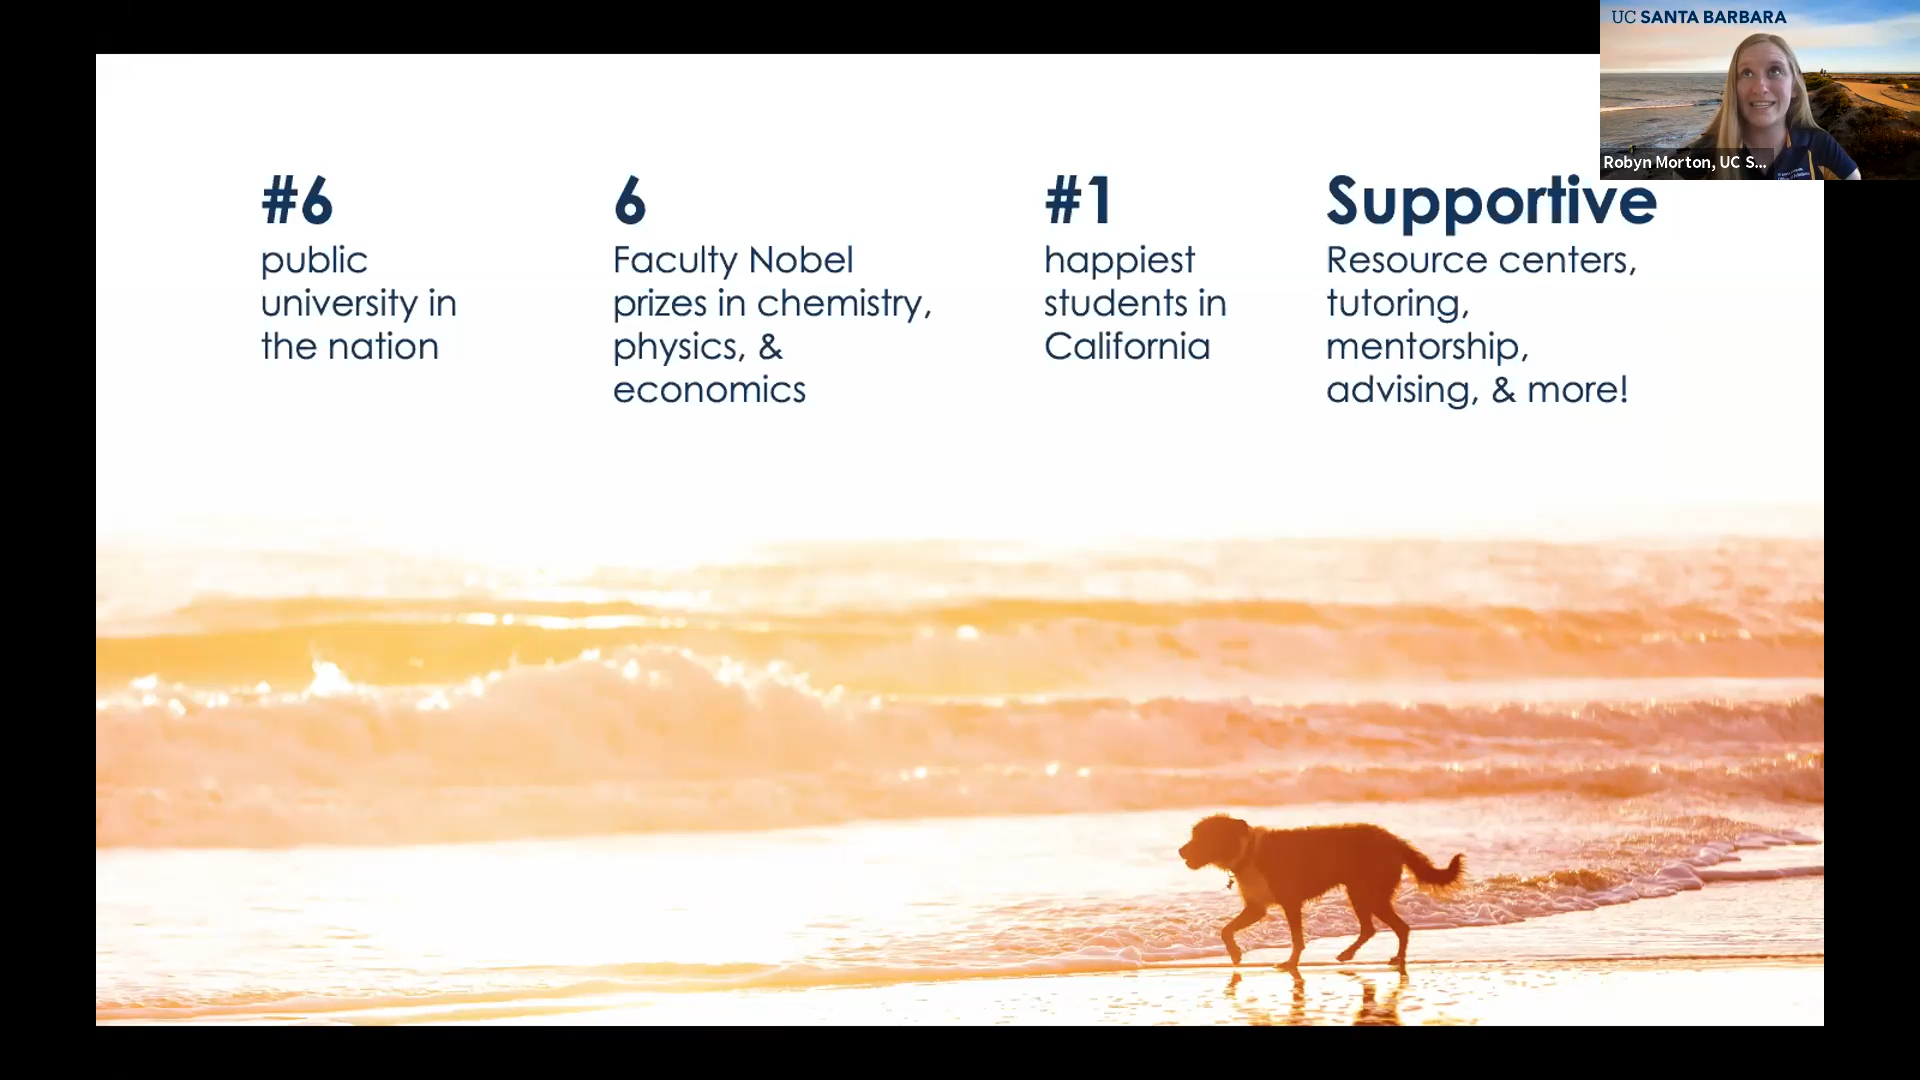 UC SANTA BARBARA
Robyn Morton, UC S...
#6
public
university in
the nation
6
Faculty Nobel
prizes in chemistry,
physics, &
economics
#1
happiest
students in
California
Supportive
Resource centers,
tutoring,
mentorship,
advising, & more!